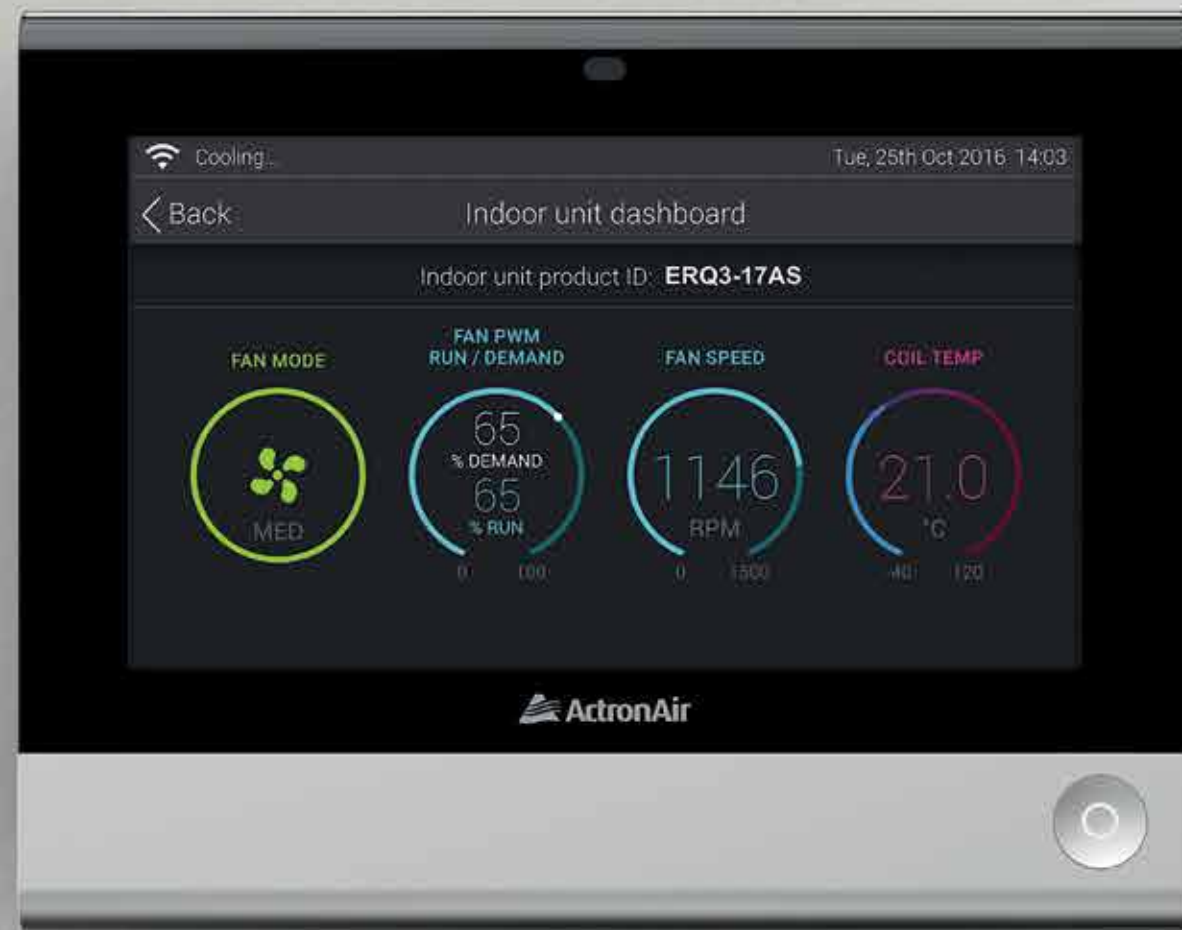 Cooling...
Tue, 25th Oct 2016 14:03
Back
Indoor unit dashboard
Indoor unit product ID: ERQ3-17AS
FAN MODE
MED
FAN PWM
RUN / DEMAND
65
% DEMAND
65
% RUN
0 100
FAN SPEED
1146
RPM
0 1500
COIL TEMP
21.0
°C
-40 120
ActronAir